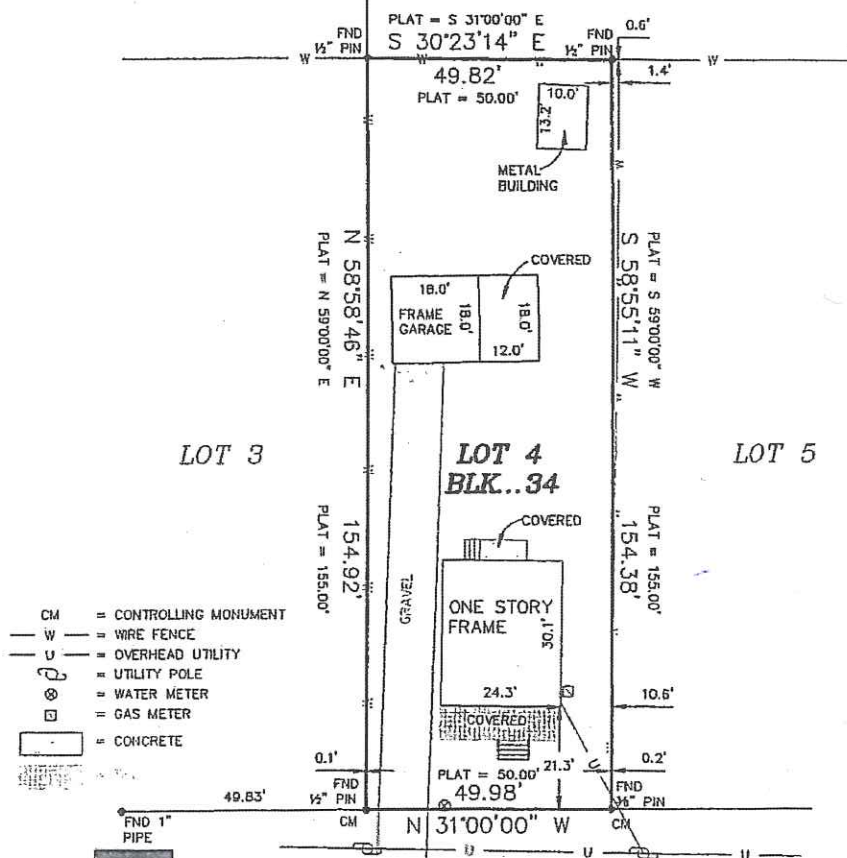 PLAT = S 31°00'00" E
FND ½" PIN
S 30°23'14" E
FND ½" PIN
0.6'
W
W
W
49.82'
PLAT = 50.00'
1.4'
10.0'
13.2'
METAL BUILDING
W
COVERED
18.0'
FRAME GARAGE
18.0'
18.0'
12.0'
N 58°58'46" E
PLAT = N 59°00'00" E
S 58°55'11" W
PLAT = S 59°00'00" W
LOT 3
LOT 4
BLK...34
LOT 5
COVERED
154.92'
PLAT = 155.00'
154.38'
PLAT = 155.00'
GRAVEL
ONE STORY
FRAME
30.1'
24.3'
COVERED
10.6'
21.3'
CM = CONTROLLING MONUMENT
W = WIRE FENCE
U = OVERHEAD UTILITY
= UTILITY POLE
= WATER METER
= GAS METER
= CONCRETE
0.1'
0.2'
U
PLAT = 50.00'
49.98'
49.83'
FND ½" PIN
FND PIN
FND 1" PIPE
CM
N 31°00'00" W
CM
U
U
U